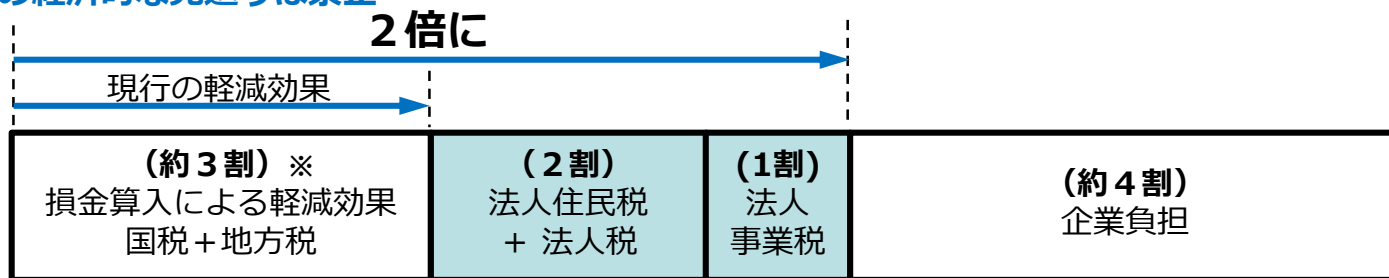 ２倍に
現行の軽減効果
（約３割）※
損金算入による軽減効果
国税＋地方税
（２割）
法人住民税
＋ 法人税
(1割)
法人
事業税
（約４割）
企業負担